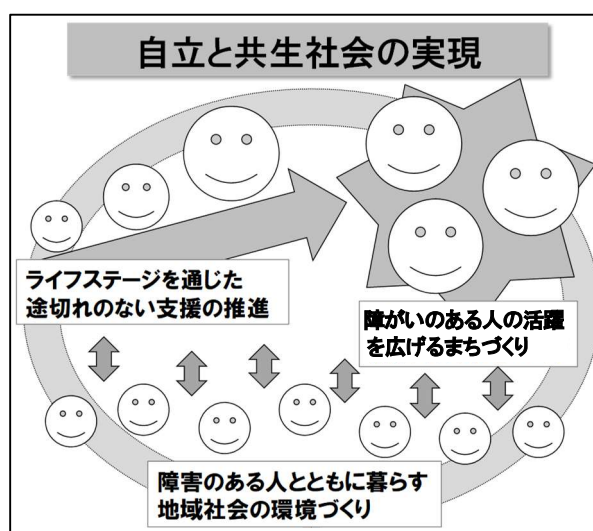 自立と共生社会の実現
ライフステージを通じた
途切れのない支援の推進
障がいのある人の活躍
を広げるまちづくり
障害のある人とともに暮らす
地域社会の環境づくり